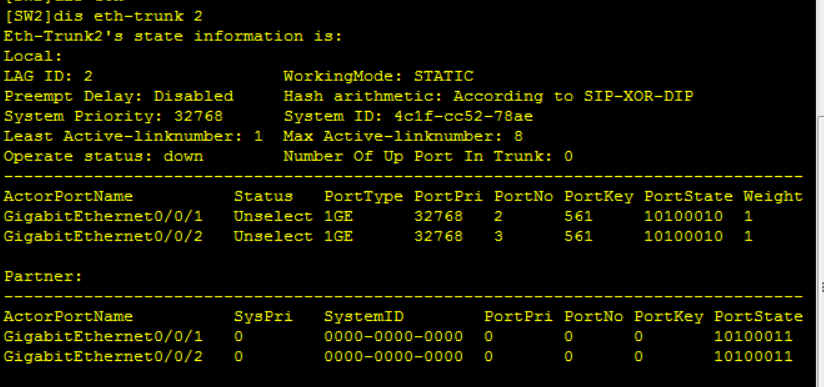 [SW2]dis eth-trunk 2
Eth-Trunk2's state information is:
Local:
LAG ID: 2 WorkingMode: STATIC
Preempt Delay: Disabled Hash arithmetic: According to SIP-XOR-DIP
System Priority: 32768 System ID: 4c1f-cc52-78ae
Least Active-linknumber: 1 Max Active-linknumber: 8
Operate status: down Number Of Up Port In Trunk: 0
--------------------------------------------------------------------------------
ActorPortName Status PortType PortPri PortNo PortKey PortState Weight
GigabitEthernet0/0/1 Unselect 1GE 32768 2 561 10100010 1
GigabitEthernet0/0/2 Unselect 1GE 32768 3 561 10100010 1
Partner:
--------------------------------------------------------------------------------
ActorPortName SysPri SystemID PortPri PortNo PortKey PortState
GigabitEthernet0/0/1 0 0000-0000-0000 0 0 0 10100011
GigabitEthernet0/0/2 0 0000-0000-0000 0 0 0 10100011